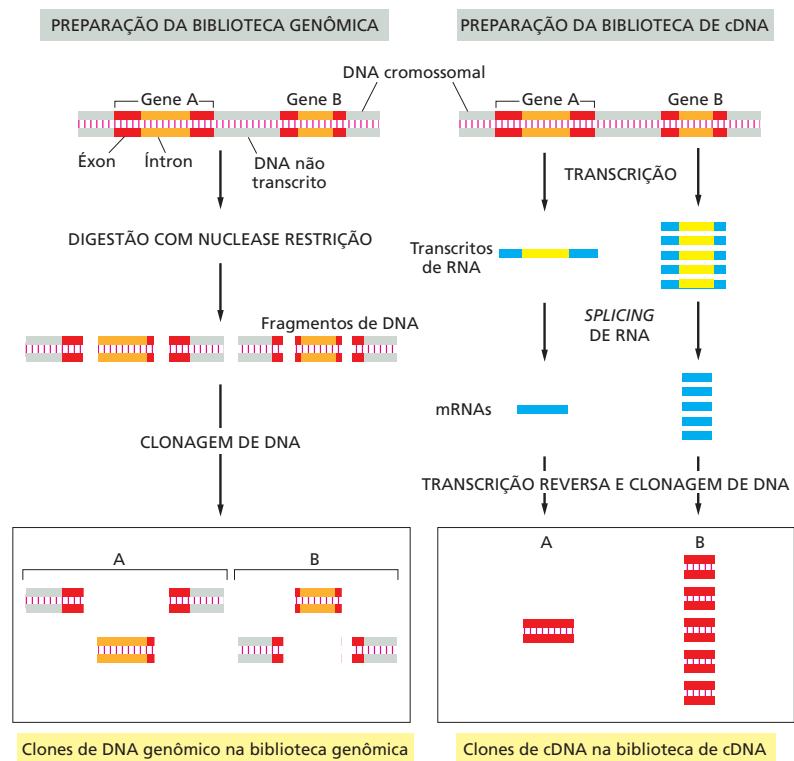 PREPARAÇÃO DA BIBLIOTECA GENÔMICA
PREPARAÇÃO DA BIBLIOTECA DE cDNA
DNA cromossomal
Gene A
Gene B
Gene A
Gene B
Éxon
Íntron
DNA não
transcrito
TRANSCRIÇÃO
DIGESTÃO COM NUCLEASE RESTRIÇÃO
Transcritos
de RNA
Fragmentos de DNA
SPLICING
DE RNA
mRNAs
CLONAGEM DE DNA
TRANSCRIÇÃO REVERSA E CLONAGEM DE DNA
A
B
A
B
Clones de DNA genômico na biblioteca genômica
Clones de cDNA na biblioteca de cDNA